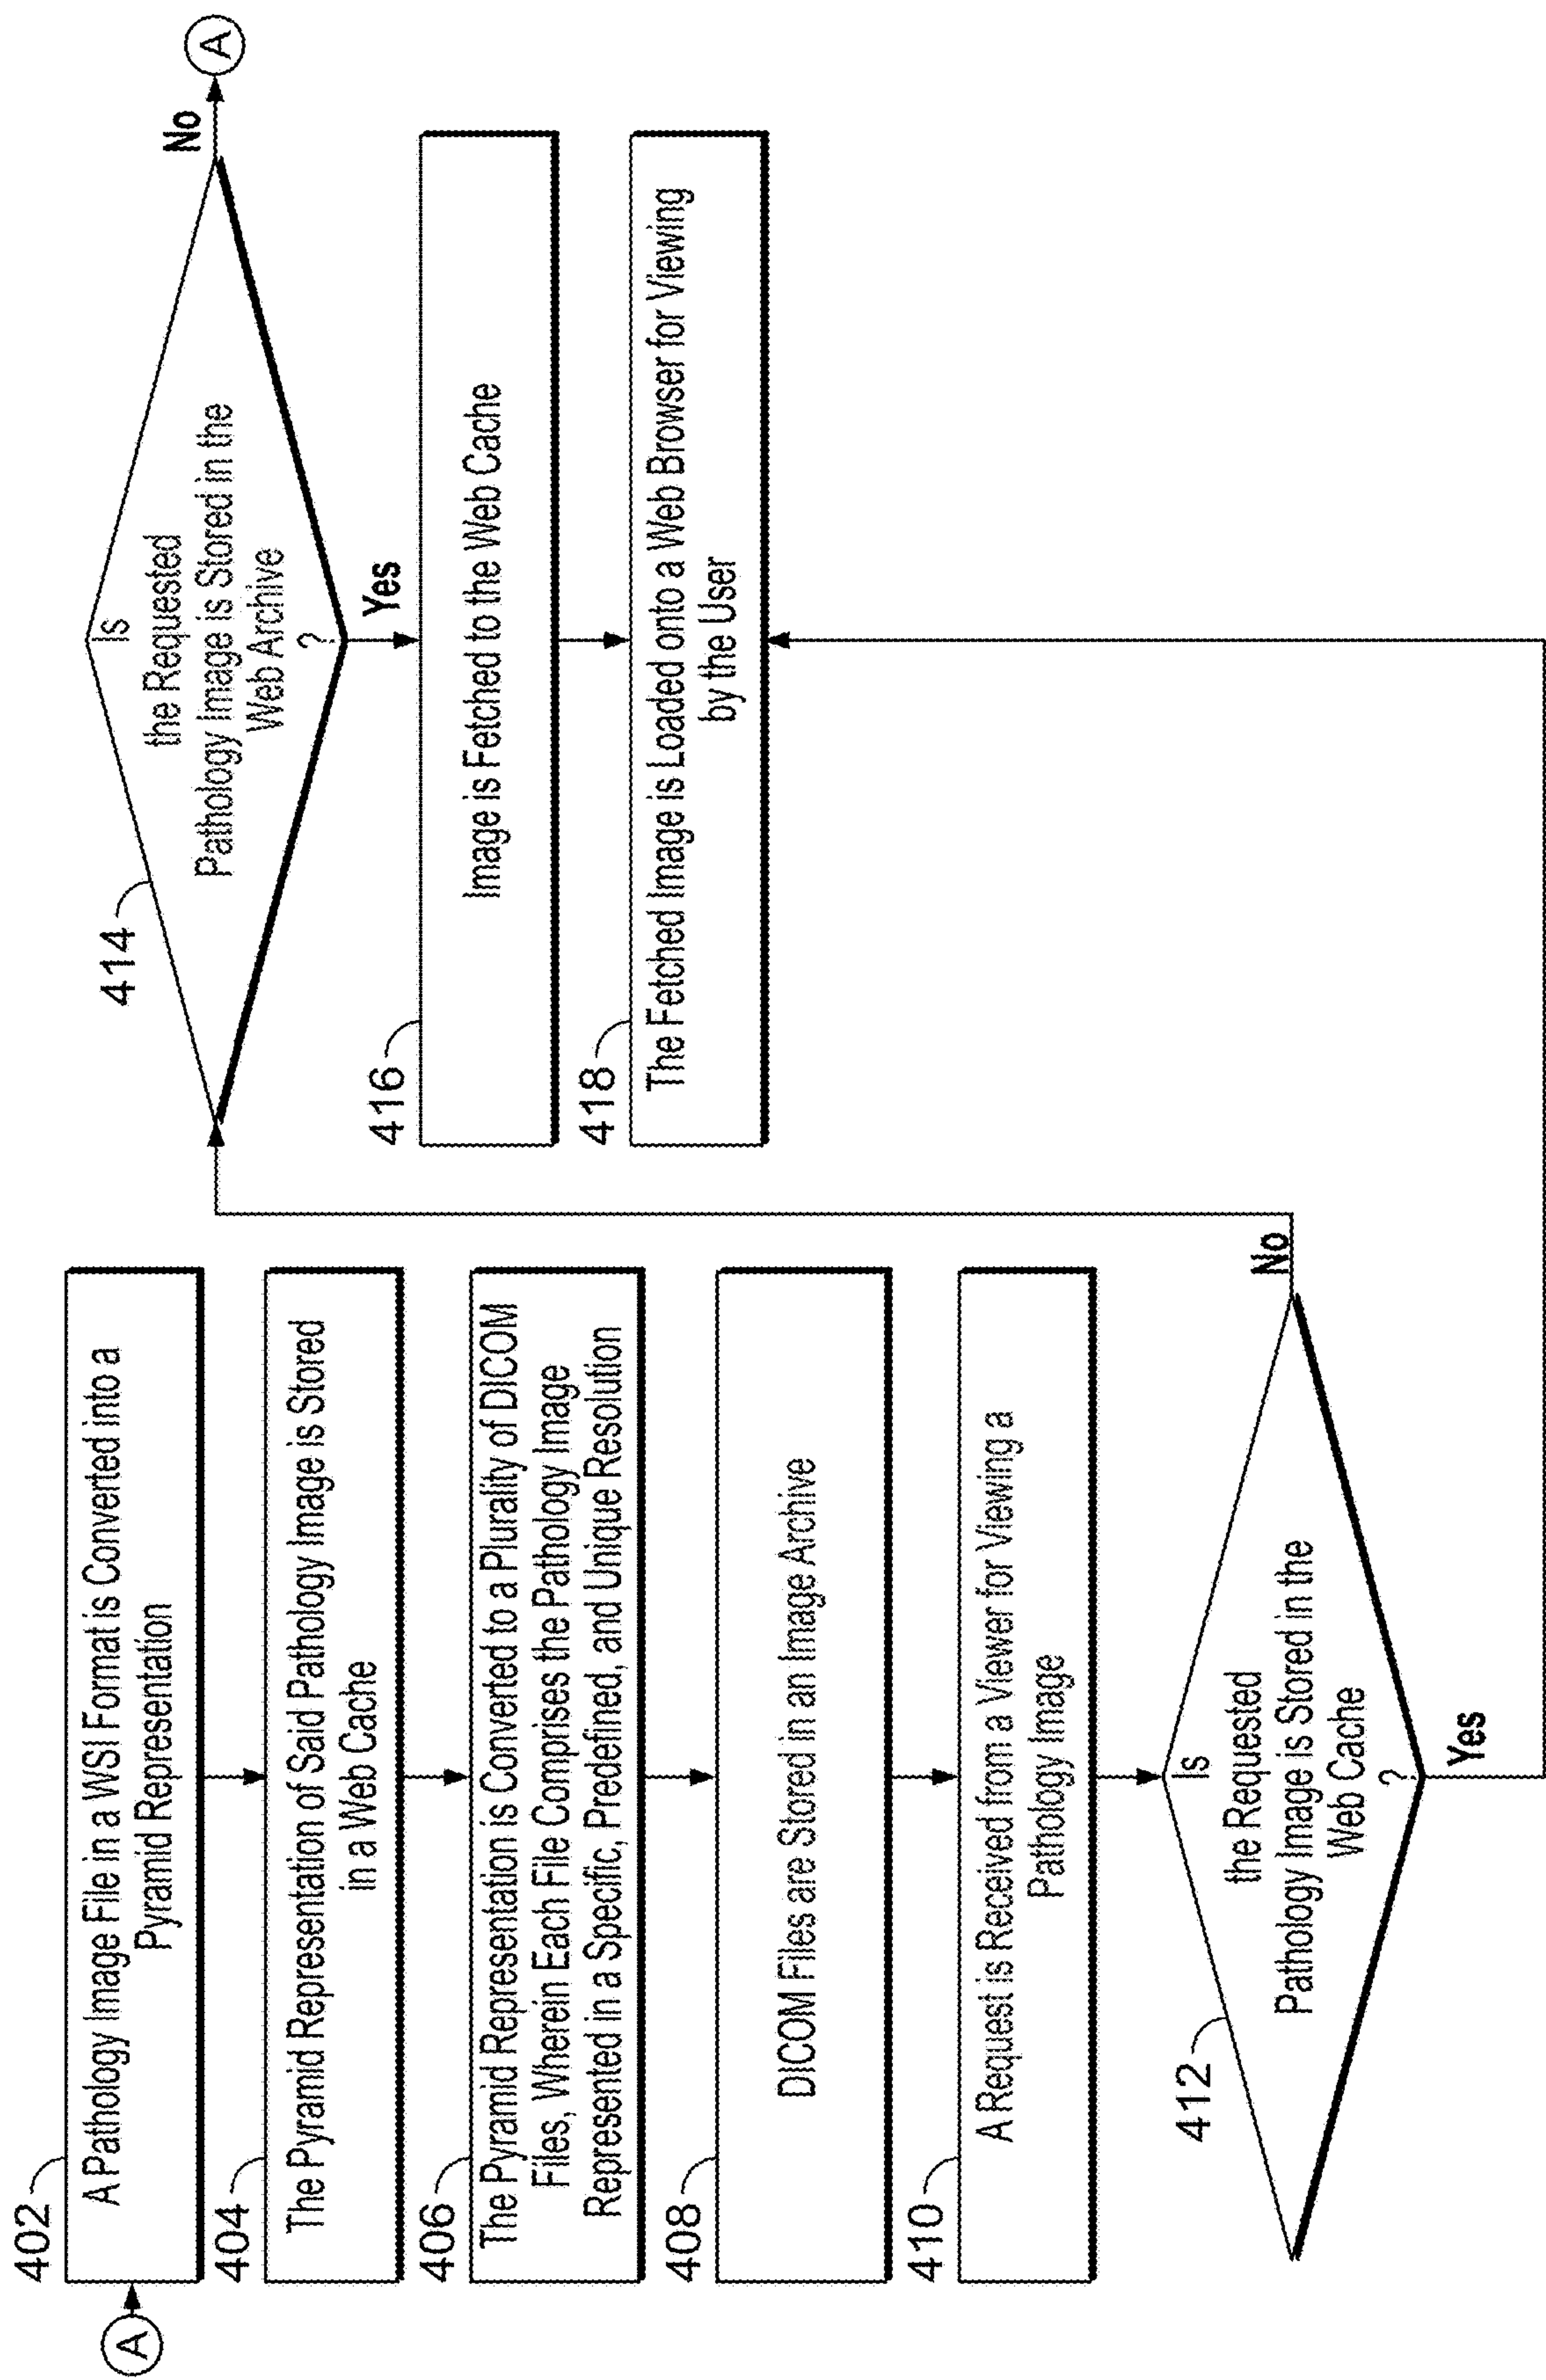 A
402
A Pathology Image File in a WSI Format is Converted into a
Pyramid Representation
404
The Pyramid Representation of Said Pathology Image is Stored
in a Web Cache
406
The Pyramid Representation is Converted to a Plurality of DICOM
Files, Wherein Each File Comprises the Pathology Image
Represented in a Specific, Predefined, and Unique Resolution
408
DICOM Files are Stored in an Image Archive
410
A Request is Received from a Viewer for Viewing a
Pathology Image
412
Is
the Requested
Pathology Image is Stored in the
Web Cache
?
No
Yes
414
Is
the Requested
Pathology Image is Stored in the
Web Archive
?
No
A
Yes
416
Image is Fetched to the Web Cache
418
The Fetched Image is Loaded onto a Web Browser for Viewing
by the User